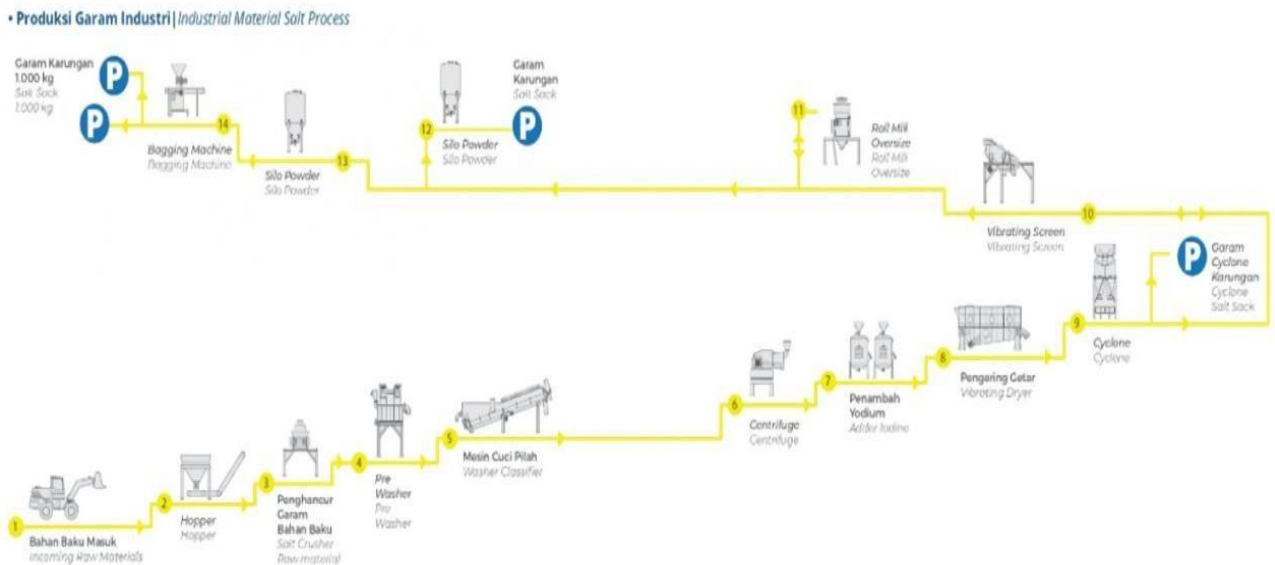 • Produksi Garam Industri | Industrial Material Salt Process
Garam Karungan
1.000 kg
Salt Sack
1.000 kg
P
P
14
Bagging Machine
Bagging Machine
Silo Powder
Silo Powder
13
12
Silo Powder
Silo Powder
Garam
Karungan
Salt Sack
P
11
Roll Mill
Oversize
Roll Mill
Oversize
10
Vibrating Screen
Vibrating Screen
P
Garam
Cyclone
Karungan
Cyclone
Salt Sack
9
Cyclone
Cyclone
8
Pengering Getar
Vibrating Dryer
7
Penambah
Yodium
Adder Iodine
6
Centrifuge
Centrifuge
5
Mesin Cuci Pilah
Washer Classifier
4
Pre
Washer
Pre
Washer
3
Penghancur
Garam
Bahan Baku
Salt Crusher
Raw material
2
Hopper
Hopper
1
Bahan Baku Masuk
Incoming Raw Materials